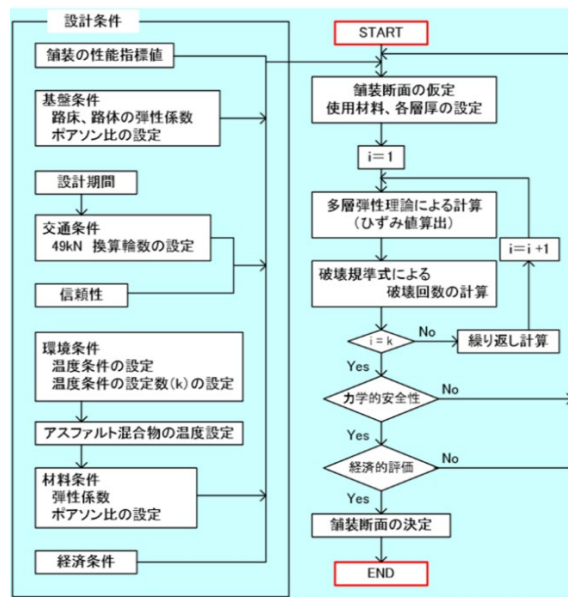 設計条件
舗装の性能指標値
基盤条件
路床、路体の弾性係数
ポアソン比の設定
設計期間
交通条件
49kN 換算輪数の設定
信頼性
環境条件
温度条件の設定
温度条件の設定数(k)の設定
アスファルト混合物の温度設定
材料条件
弾性係数
ポアソン比の設定
経済条件
START
舗装断面の仮定
使用材料、各層厚の設定
i=1
多層弾性理論による計算
(ひずみ値算出)
i=i+1
破壊規準式による
破壊回数の計算
i=k
No
繰り返し計算
Yes
力学的安全性
No
Yes
経済的評価
No
Yes
舗装断面の決定
END